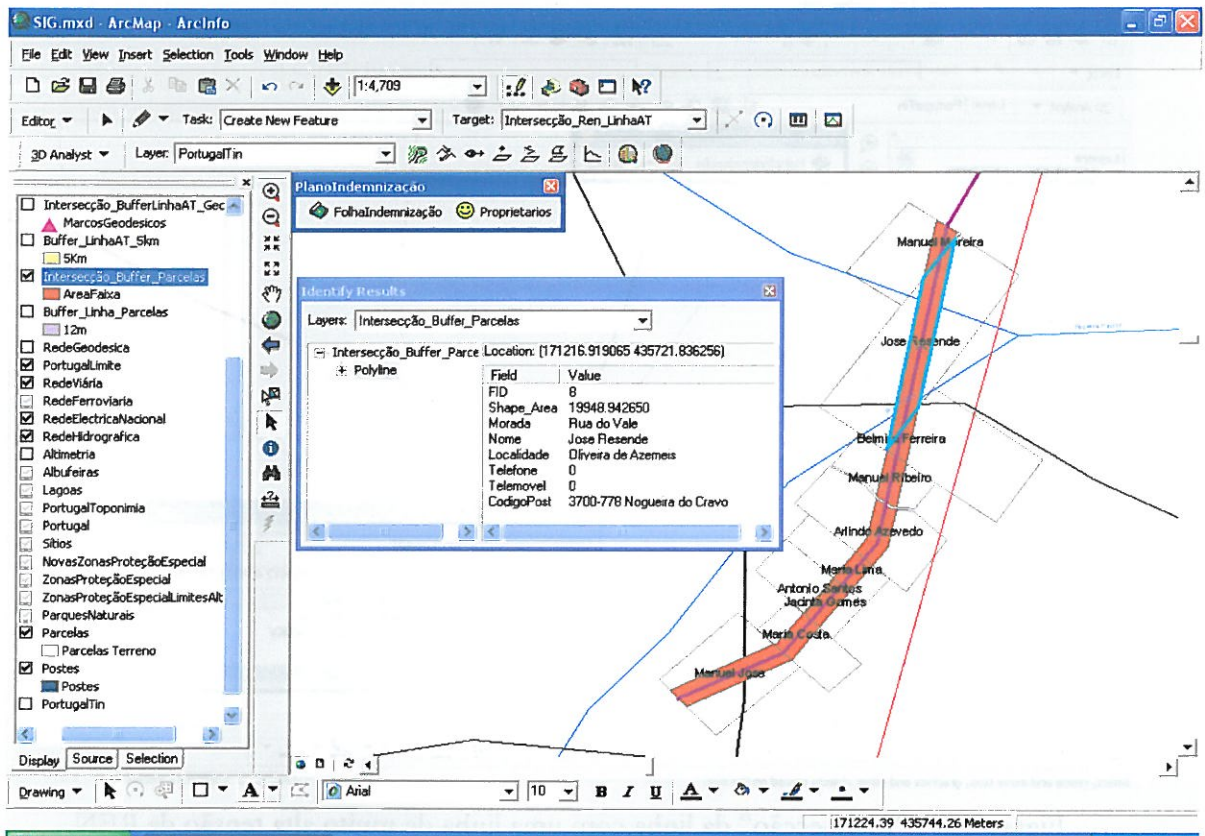 SIG.mxd - ArcMap - ArcInfo
File Edit View Insert Selection Tools Window Help
1:4,709
Editor Task: Create New Feature Target: Intersecção_Ren_LinhaAT
3D Analyst Layer: PortugalTin
Intersecção_BufferLinhaAT_Gec
MarcosGeodesicos
Buffer_LinhaAT_5km
5Km
Intersecção_Buffer_Parcelas
AreaFaixa
Buffer_Linha_Parcelas
12m
RedeGeodesica
PortugalLimite
RedeViária
RedeFerroviaria
RedeElectricaNacional
RedeHidrografica
Altimetria
Albufeiras
Lagoas
PortugalToponimia
Portugal
Sítios
NovasZonasProteçãoEspecial
ZonasProteçãoEspecial
ZonasProteçãoEspecialLimitesAlt
ParquesNaturais
Parcelas
Parcelas Terreno
Postes
Postes
PortugalTin
Display Source Selection
PlanoIndemnização
FolhaIndemnização Proprietarios
Identify Results
Layers: Intersecção_Buffer_Parcelas
Intersecção_Buffer_Parce
Polyline
Location: (171216.919065 435721.836256)
Field Value
FID 8
Shape_Area 19948.942650
Morada Rua do Vale
Nome Jose Resende
Localidade Oliveira de Azemeis
Telefone 0
Telemovel 0
CodigoPost 3700-778 Nogueira do Cravo
Manuel Moreira
Jose Resende
Belmiro Ferreira
Manuel Ribeiro
Arlindo Azevedo
Maria Lima
Antonio Santos
Jacinta Gomes
Maria Costa
Manuel Jose
Drawing A Arial 10 B I U A
171224.39 435744.26 Meters